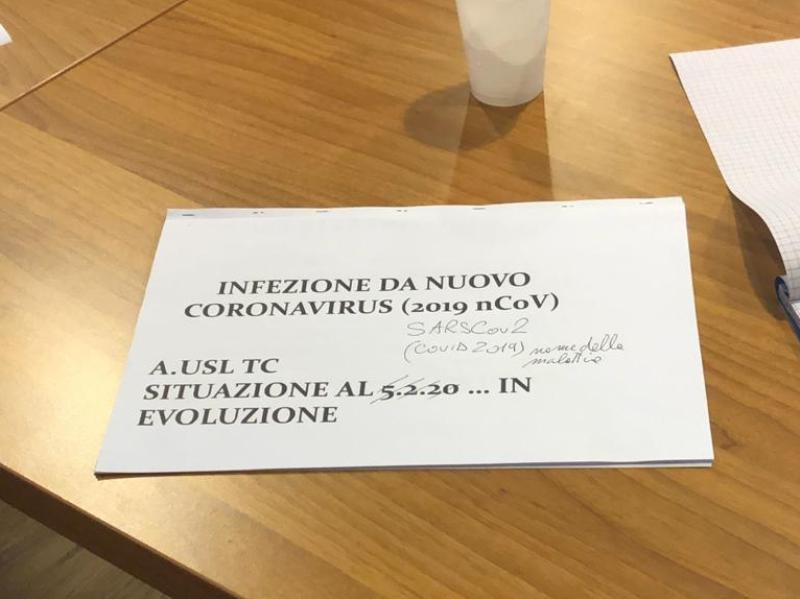 INFEZIONE DA NUOVO
CORONAVIRUS (2019 nCoV)
SARSCov2
(COVID 2019) nome della
malattia
A.USL TC
SITUAZIONE AL 5.2.20 ... IN
EVOLUZIONE